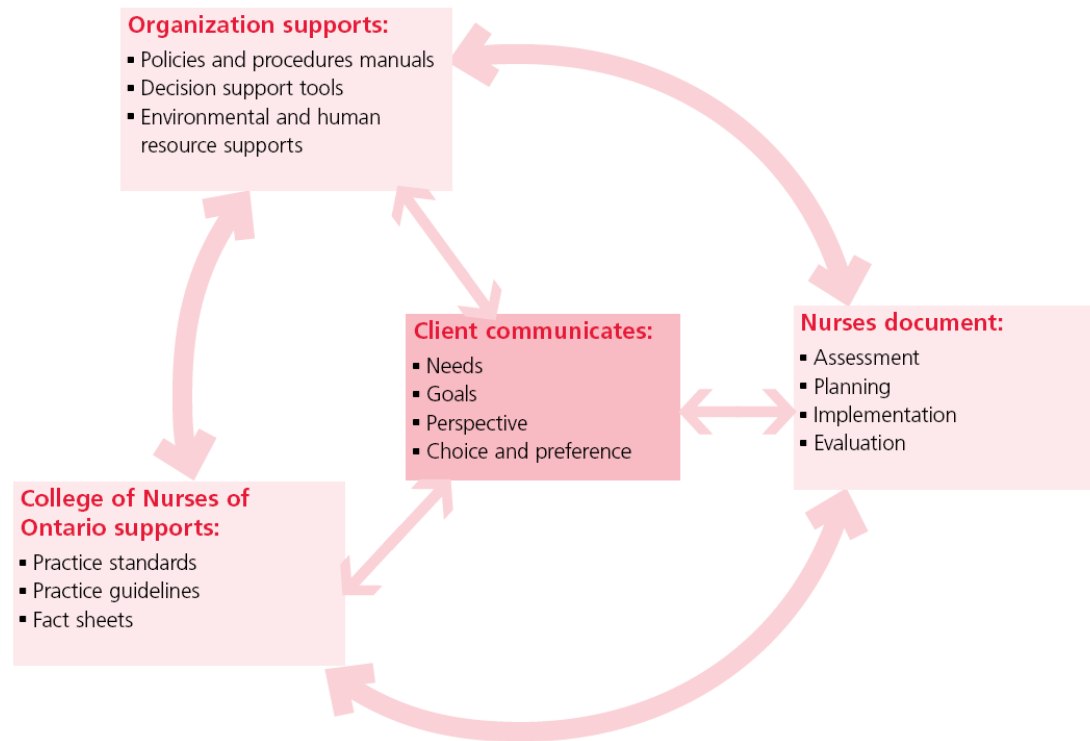 Organization supports:
▪ Policies and procedures manuals
▪ Decision support tools
▪ Environmental and human
resource supports
Client communicates:
▪ Needs
▪ Goals
▪ Perspective
▪ Choice and preference
Nurses document:
▪ Assessment
▪ Planning
▪ Implementation
▪ Evaluation
College of Nurses of
Ontario supports:
▪ Practice standards
▪ Practice guidelines
▪ Fact sheets